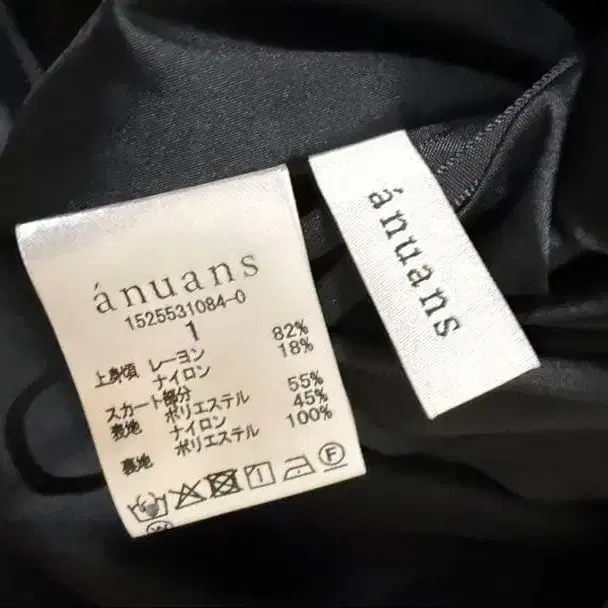 ánuans
1525531084-0
1
上身頃 レーヨン 82%
ナイロン 18%
スカート部分
表地 ポリエステル 55%
ナイロン 45%
裏地 ポリエステル 100%
F
W
ánuans